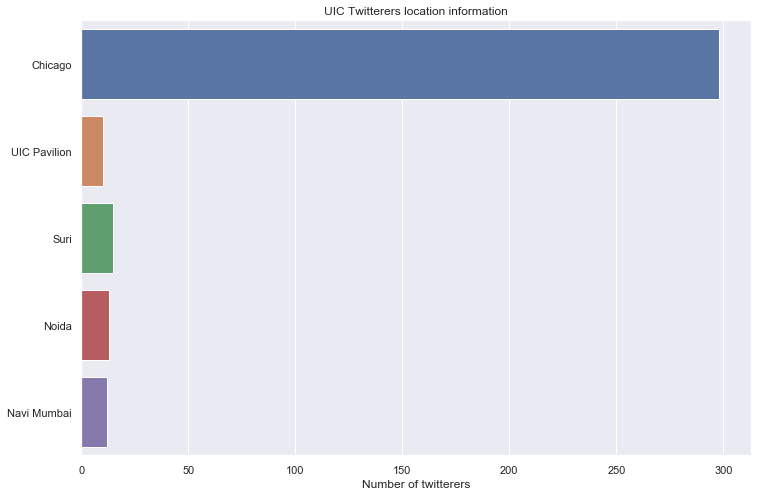 UIC Twitterers location information
Chicago
UIC Pavilion
Suri
Noida
Navi Mumbai
0 50 100 150 200 250 300
Number of twitterers